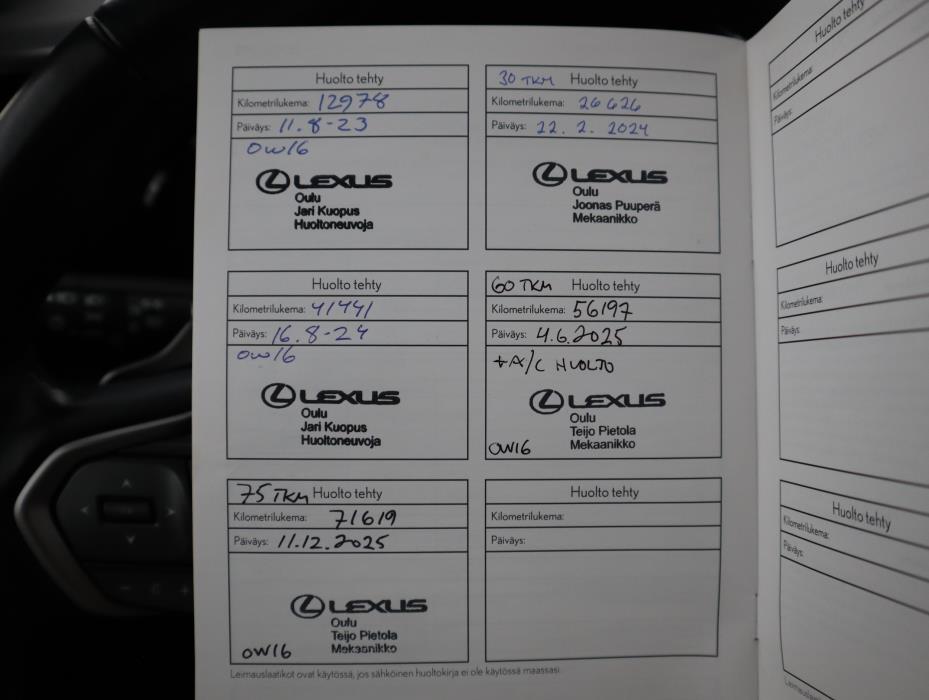 Huolto tehty
Kilometrilukema: 12978
Päiväys: 11.8-23
0W16
LEXUS
Oulu
Jari Kuopus
Huoltoneuvoja
30 TKM Huolto tehty
Kilometrilukema: 26626
Päiväys: 22. 2. 2024
LEXUS
Oulu
Joonas Puuperä
Mekaanikko
Huolto tehty
Kilometrilukema: 41441
Päiväys: 16.8-24
0W16
LEXUS
Oulu
Jari Kuopus
Huoltoneuvoja
60 TKM Huolto tehty
Kilometrilukema: 56197
Päiväys: 4.6.2025
+A/C HUOLTO
LEXUS
Oulu
Teijo Pietola
Mekaanikko
0W16
75 TKM Huolto tehty
Kilometrilukema: 71619
Päiväys: 11.12.2025
LEXUS
Oulu
Teijo Pietola
Mekaanikko
0W16
Huolto tehty
Kilometrilukema:
Päiväys:
Leimauslaatikot ovat käytössä, jos sähköinen huoltokirja ei ole käytössä maassasi.
Huolto tehty
Kilometrilukema:
Päiväys:
Huolto tehty
Kilometrilukema:
Päiväys:
Huolto tehty
Kilometrilukema:
Päiväys: